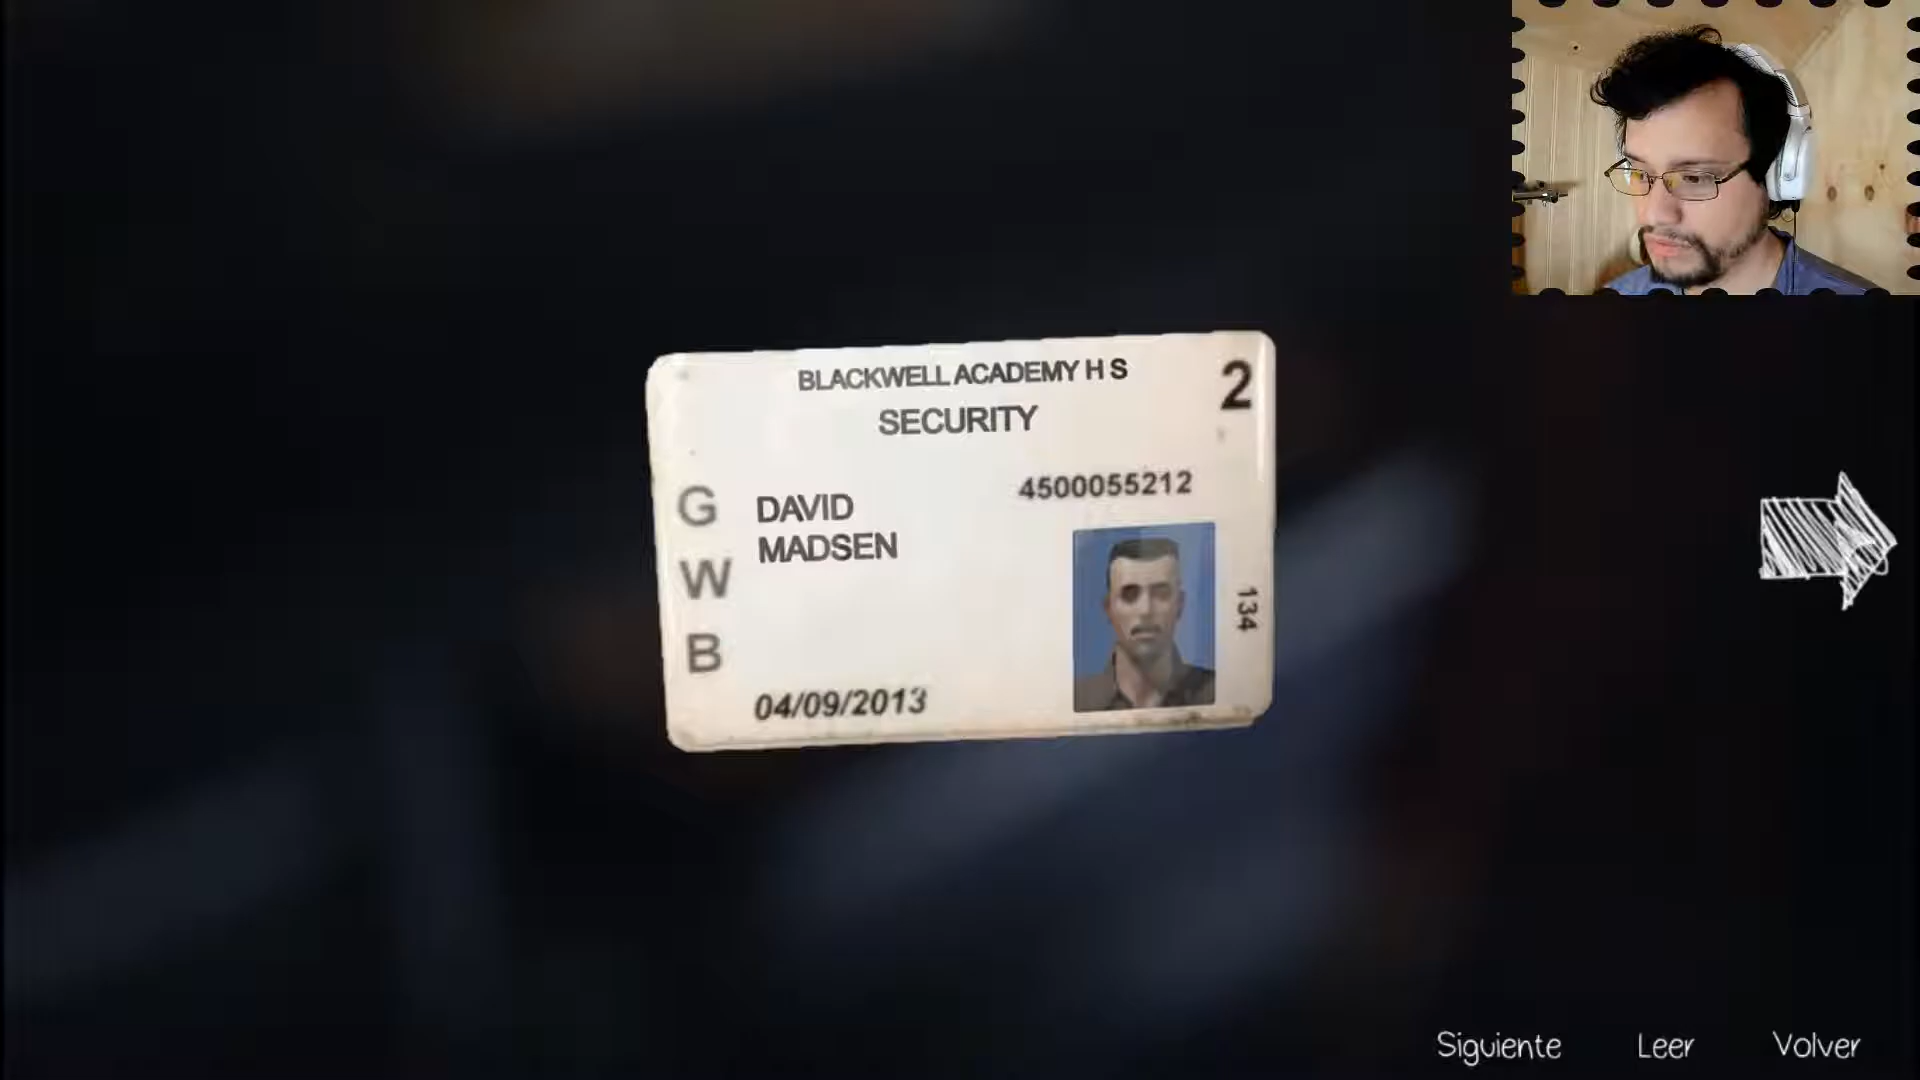 BLACKWELL ACADEMY H S
2
SECURITY
4500055212
G
DAVID
MADSEN
W
B
134
04/09/2013
Siguiente
Leer
Volver